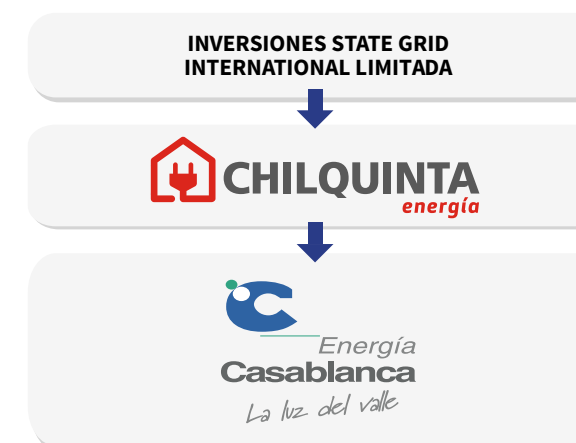 INVERSIONES STATE GRID
INTERNATIONAL LIMITADA
CHILQUINTA
energía
Energía
Casablanca
La luz del valle